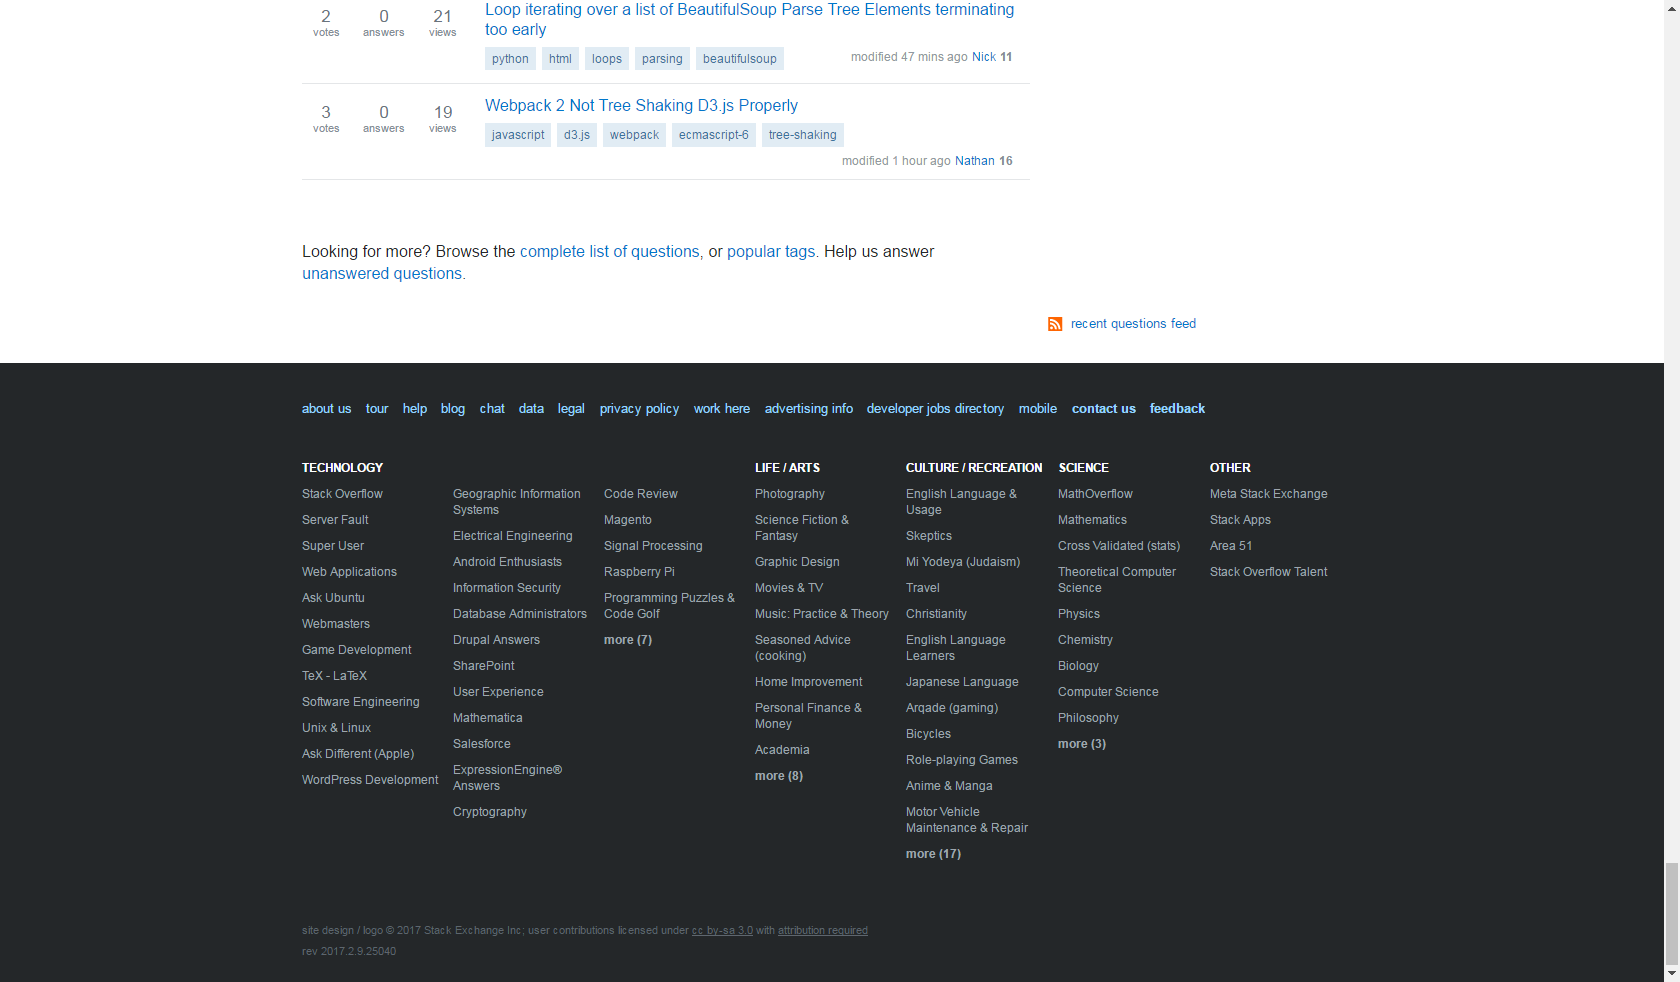 2 0 21
votes answers views
Loop iterating over a list of BeautifulSoup Parse Tree Elements terminating
too early
python html loops parsing beautifulsoup
modified 47 mins ago Nick 11
3 0 19
votes answers views
Webpack 2 Not Tree Shaking D3.js Properly
javascript d3.js webpack ecmascript-6 tree-shaking
modified 1 hour ago Nathan 16
Looking for more? Browse the complete list of questions, or popular tags. Help us answer
unanswered questions.
recent questions feed
about us tour help blog chat data legal privacy policy work here advertising info developer jobs directory mobile contact us feedback
TECHNOLOGY
Stack Overflow
Server Fault
Super User
Web Applications
Ask Ubuntu
Webmasters
Game Development
TeX - LaTeX
Software Engineering
Unix & Linux
Ask Different (Apple)
WordPress Development
Geographic Information
Systems
Electrical Engineering
Android Enthusiasts
Information Security
Database Administrators
Drupal Answers
SharePoint
User Experience
Mathematica
Salesforce
ExpressionEngine®
Answers
Cryptography
Code Review
Magento
Signal Processing
Raspberry Pi
Programming Puzzles &
Code Golf
more (7)
LIFE / ARTS
Photography
Science Fiction &
Fantasy
Graphic Design
Movies & TV
Music: Practice & Theory
Seasoned Advice
(cooking)
Home Improvement
Personal Finance &
Money
Academia
more (8)
CULTURE / RECREATION
English Language &
Usage
Skeptics
Mi Yodeya (Judaism)
Travel
Christianity
English Language
Learners
Japanese Language
Arqade (gaming)
Bicycles
Role-playing Games
Anime & Manga
Motor Vehicle
Maintenance & Repair
more (17)
SCIENCE
MathOverflow
Mathematics
Cross Validated (stats)
Theoretical Computer
Science
Physics
Chemistry
Biology
Computer Science
Philosophy
more (3)
OTHER
Meta Stack Exchange
Stack Apps
Area 51
Stack Overflow Talent
site design / logo © 2017 Stack Exchange Inc; user contributions licensed under cc by-sa 3.0 with attribution required
rev 2017.2.9.25040